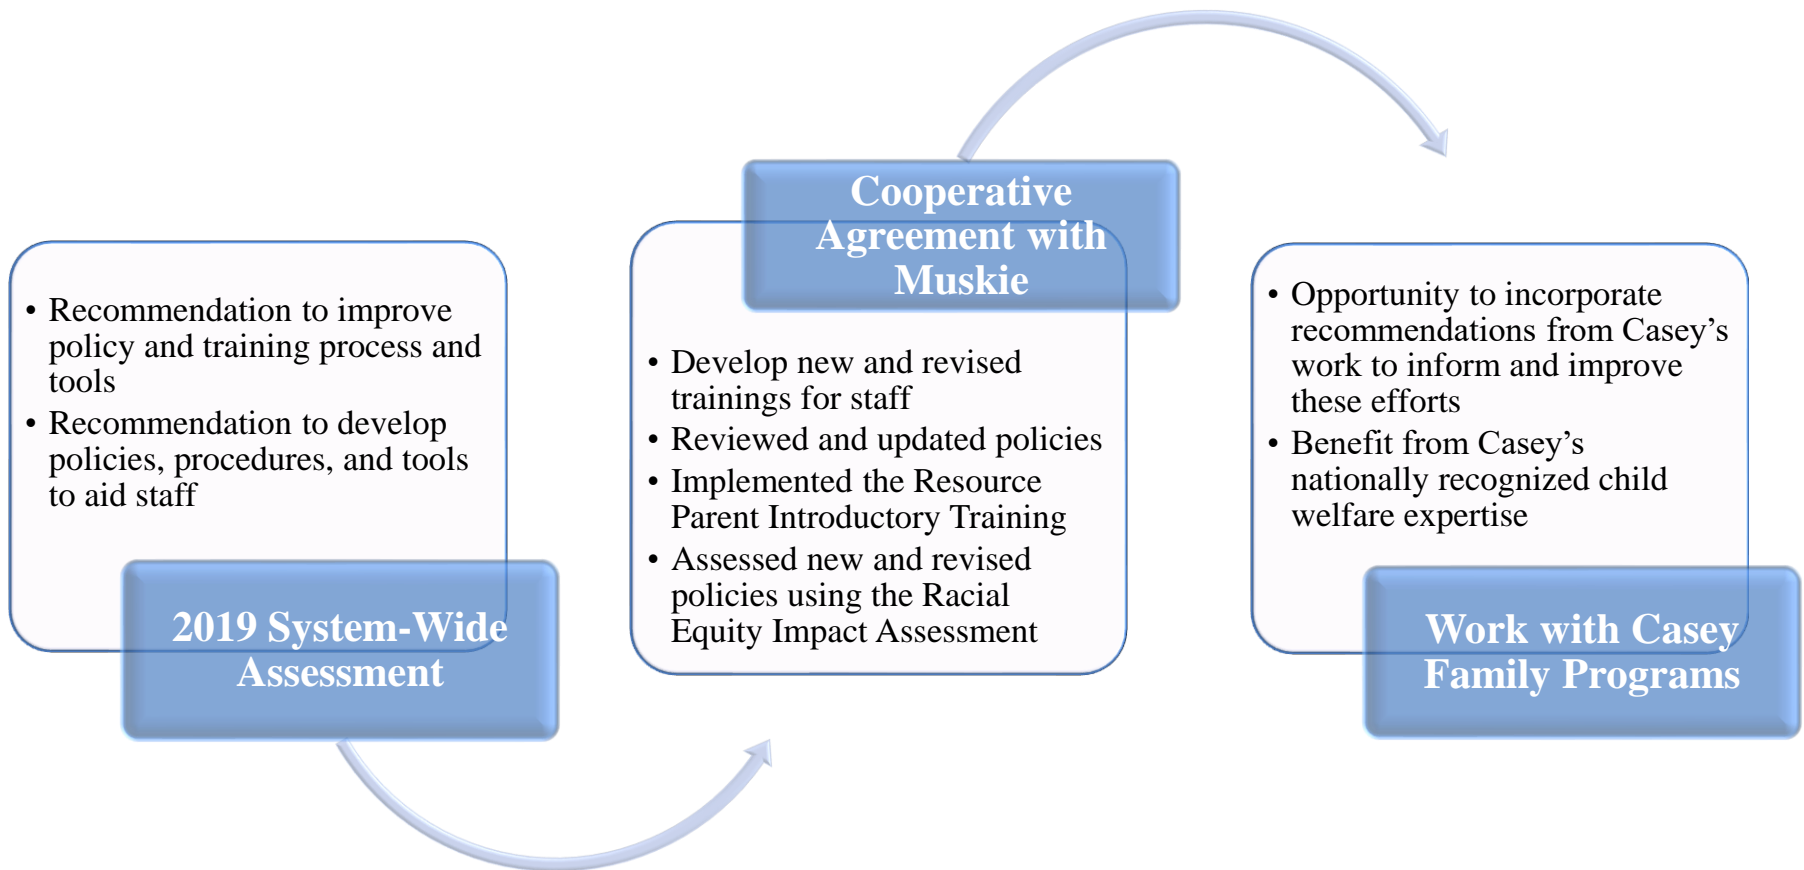 • Recommendation to improve
policy and training process and
tools
• Recommendation to develop
policies, procedures, and tools
to aid staff
2019 System-Wide
Assessment
Cooperative
Agreement with
Muskie
• Develop new and revised
trainings for staff
• Reviewed and updated policies
• Implemented the Resource
Parent Introductory Training
• Assessed new and revised
policies using the Racial
Equity Impact Assessment
• Opportunity to incorporate
recommendations from Casey’s
work to inform and improve
these efforts
• Benefit from Casey’s
nationally recognized child
welfare expertise
Work with Casey
Family Programs